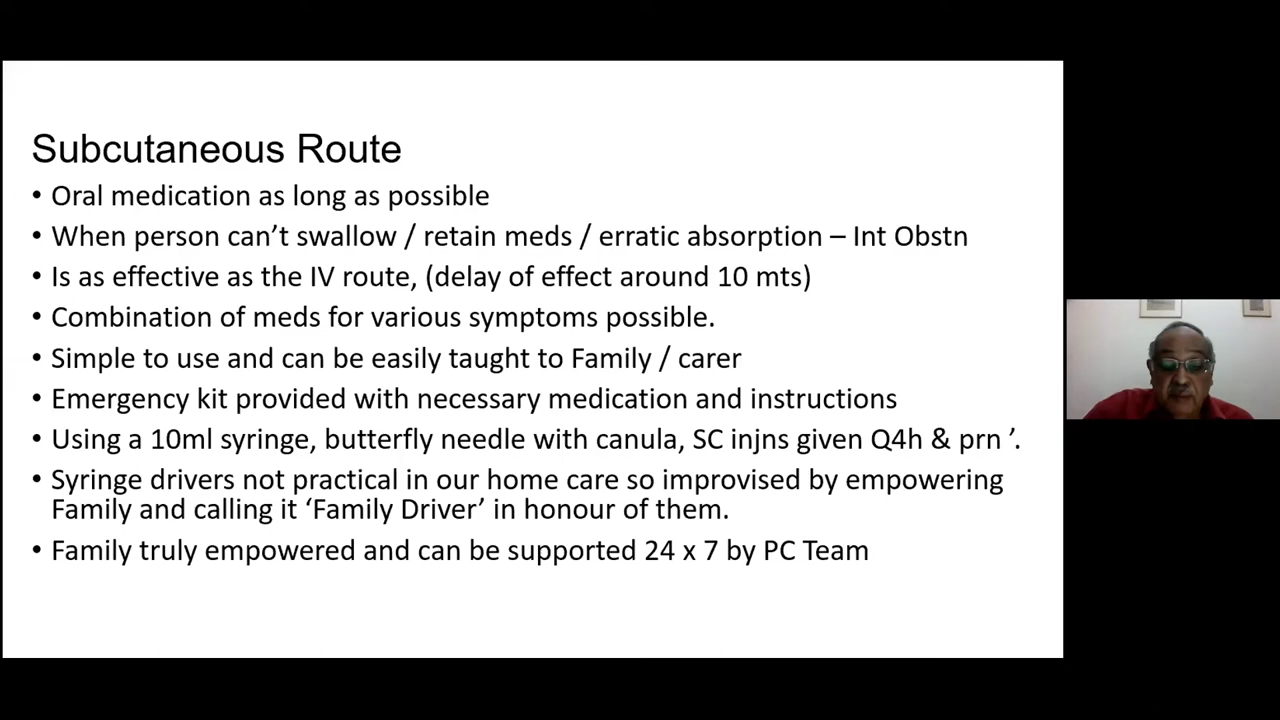 Subcutaneous Route
• Oral medication as long as possible
• When person can’t swallow / retain meds / erratic absorption – Int Obstn
• Is as effective as the IV route, (delay of effect around 10 mts)
• Combination of meds for various symptoms possible.
• Simple to use and can be easily taught to Family / carer
• Emergency kit provided with necessary medication and instructions
• Using a 10ml syringe, butterfly needle with canula, SC injns given Q4h & prn ’.
• Syringe drivers not practical in our home care so improvised by empowering
Family and calling it ‘Family Driver’ in honour of them.
• Family truly empowered and can be supported 24 x 7 by PC Team